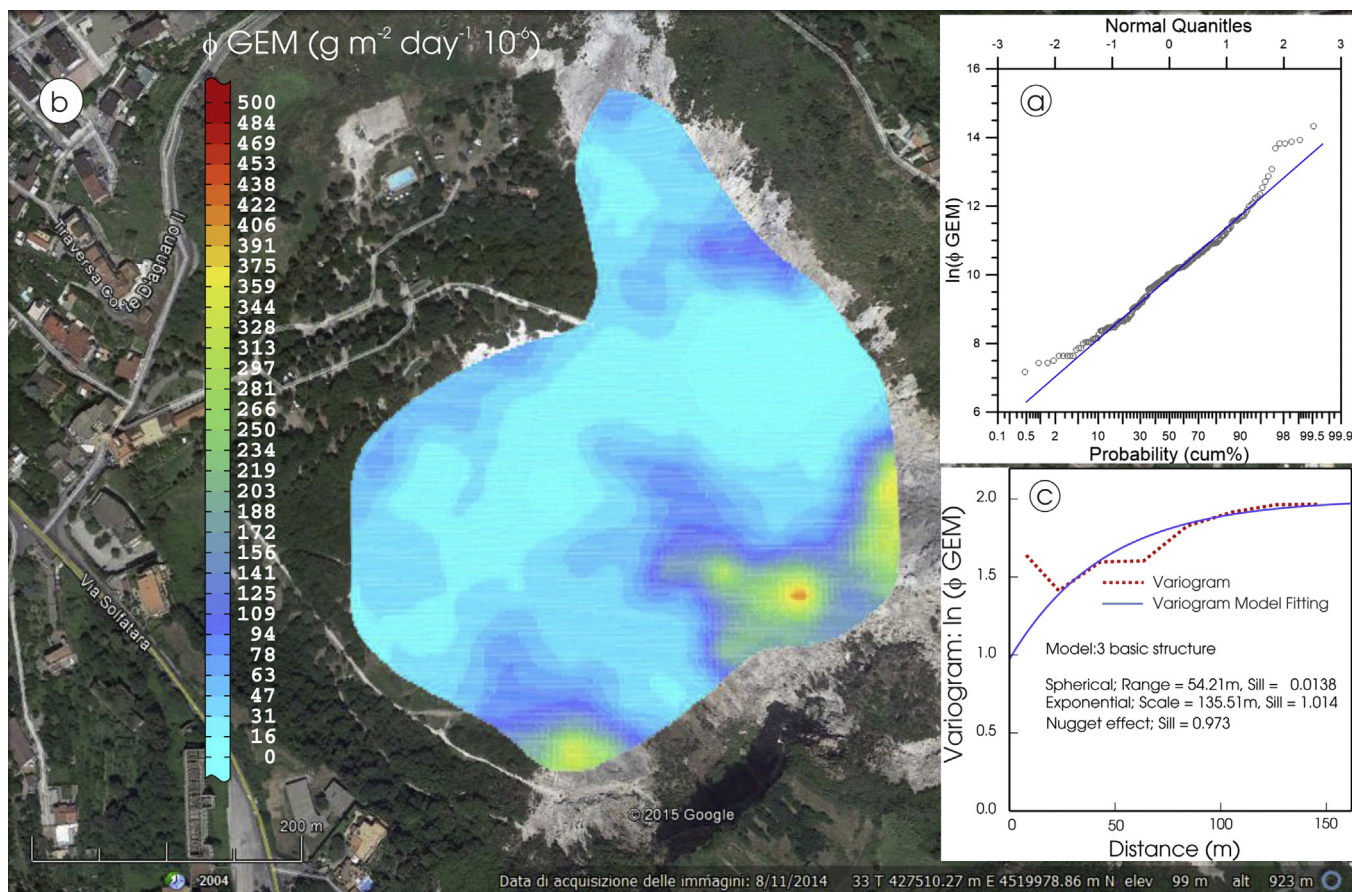 ϕ GEM (g m⁻² day⁻¹ 10⁻⁶)
b
500
484
469
453
438
422
406
391
375
359
344
328
313
297
281
266
250
234
219
203
188
172
156
141
125
109
94
78
63
47
31
16
0
Traversa Coste D'agnano II
Via Solfatara
200 m
© 2015 Google
2004
Data di acquisizione delle immagini: 8/11/2014 33 T 427510.27 m E 4519978.86 m N elev 99 m alt 923 m
Normal Quanitles
-3 -2 -1 0 1 2 3
a
16
14
12
10
8
6
ln(ϕ GEM)
0.1 0.5 2 10 30 50 70 90 98 99.5 99.9
Probability (cum%)
c
2.0
1.5
1.0
0.5
0.0
Variogram: ln (ϕ GEM)
Variogram
Variogram Model Fitting
Model:3 basic structure
Spherical; Range = 54.21m, Sill = 0.0138
Exponential; Scale = 135.51m, Sill = 1.014
Nugget effect; Sill = 0.973
0 50 100 150
Distance (m)